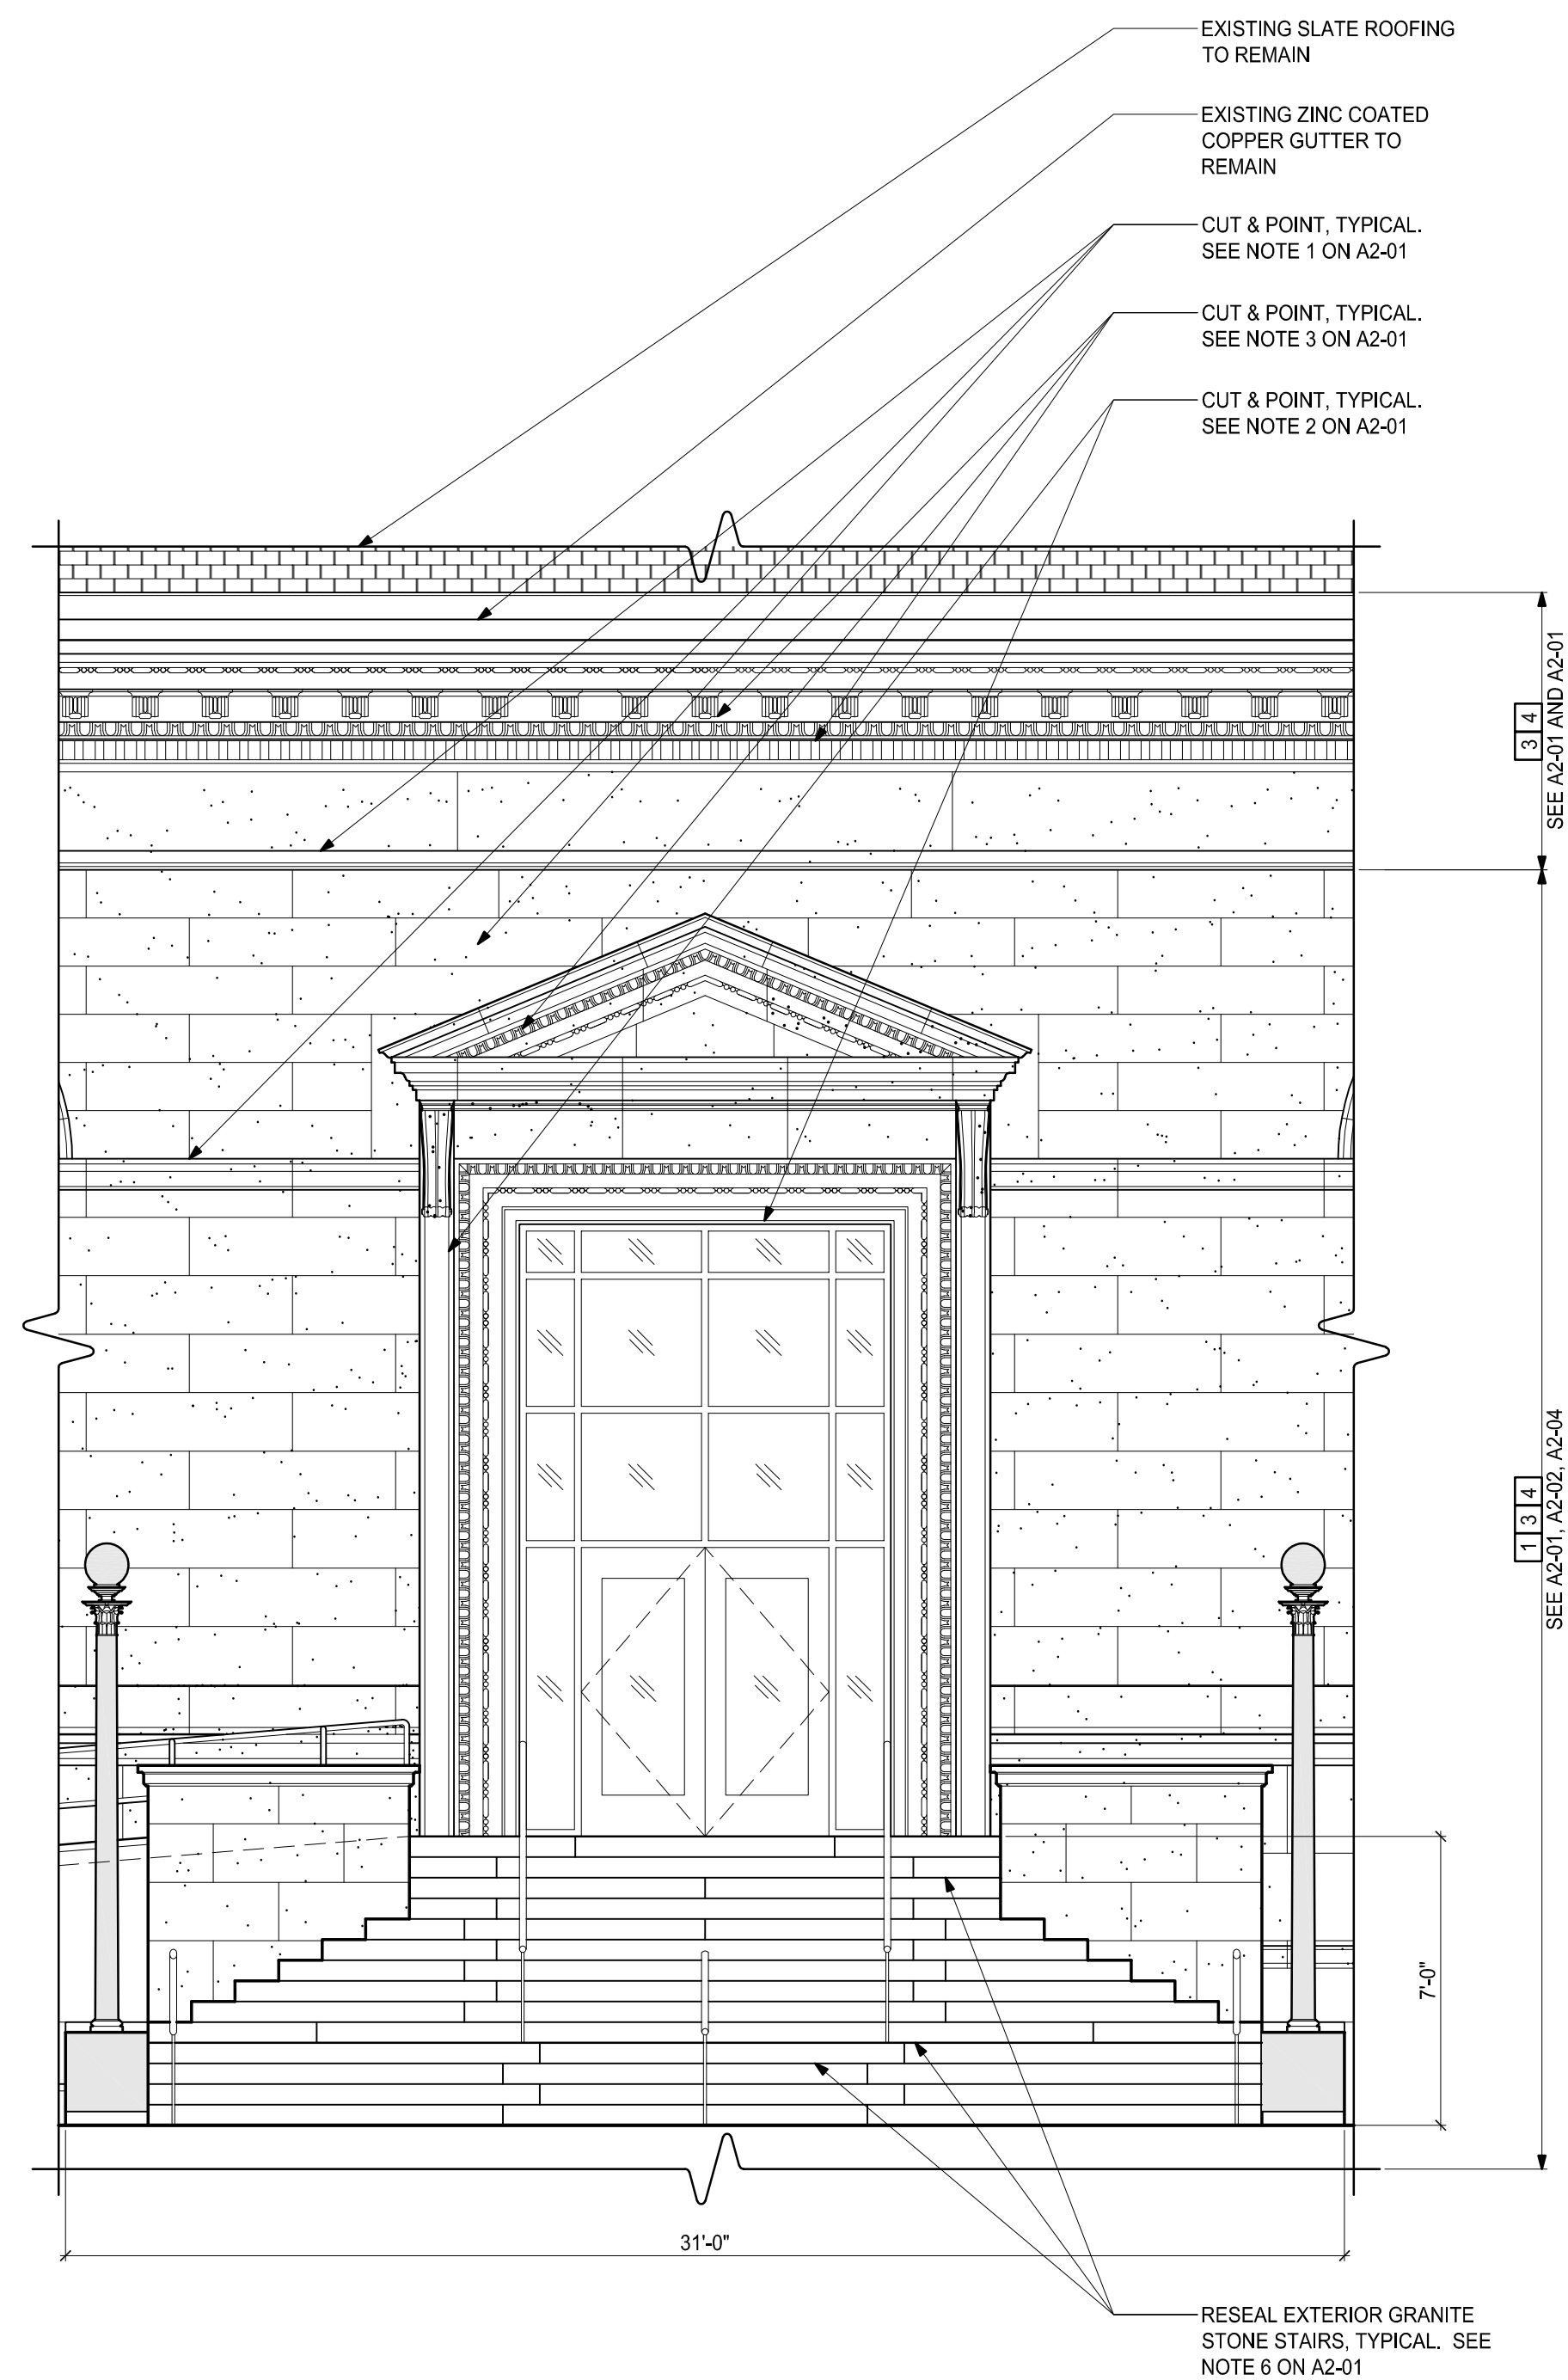 EXISTING SLATE ROOFING
TO REMAIN
EXISTING ZINC COATED
COPPER GUTTER TO
REMAIN
CUT & POINT, TYPICAL.
SEE NOTE 1 ON A2-01
CUT & POINT, TYPICAL.
SEE NOTE 3 ON A2-01
CUT & POINT, TYPICAL.
SEE NOTE 2 ON A2-01
3 4
SEE A2-01 AND A2-01
1 3 4
SEE A2-01, A2-02, A2-04
7'-0"
31'-0"
RESEAL EXTERIOR GRANITE
STONE STAIRS, TYPICAL. SEE
NOTE 6 ON A2-01